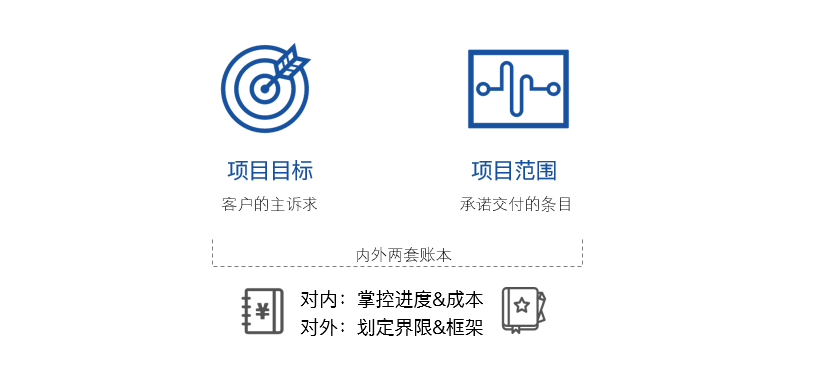 项目目标 项目范围
客户的主诉求 承诺交付的条目
内外两套账本
¥ 对内：掌控进度&成本
对外：划定界限&框架